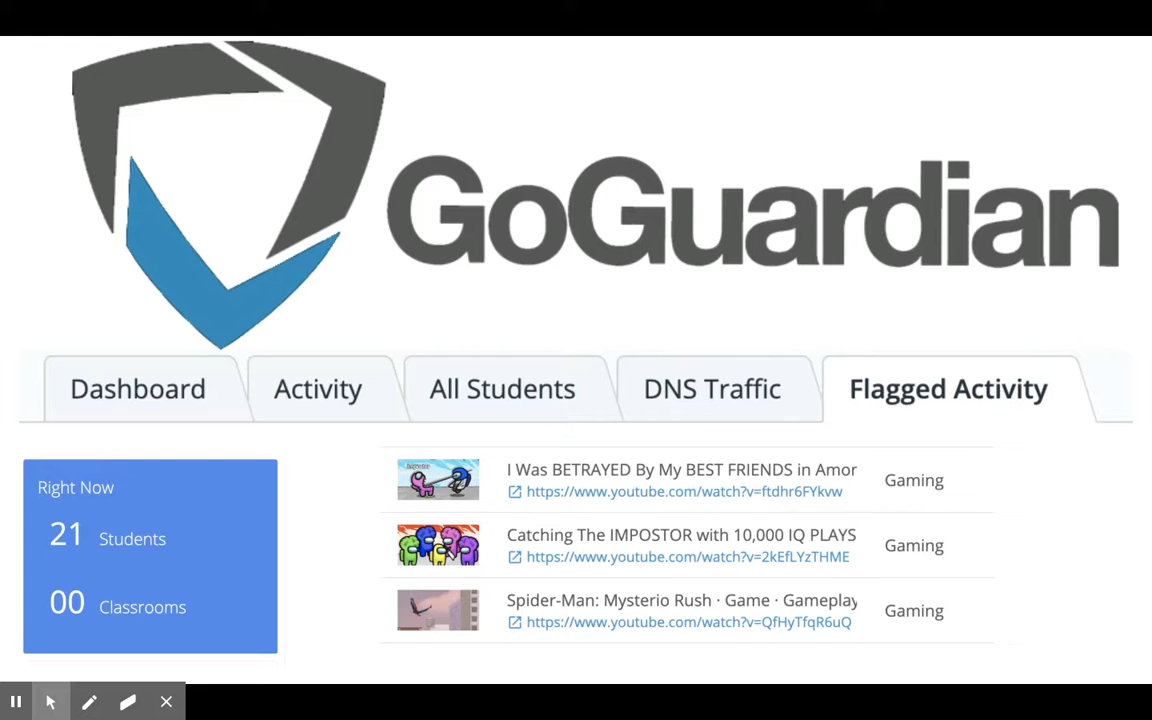 GoGuardian
Dashboard Activity All Students DNS Traffic Flagged Activity
Right Now
21 Students
00 Classrooms
I Was BETRAYED By My BEST FRIENDS in Amor
https://www.youtube.com/watch?v=ftdhr6FYkvw
Gaming
Catching The IMPOSTOR with 10,000 IQ PLAYS
https://www.youtube.com/watch?v=2kEfLYzTHME
Gaming
Spider-Man: Mysterio Rush · Game · Gameplay
https://www.youtube.com/watch?v=QfHyTfqR6uQ
Gaming